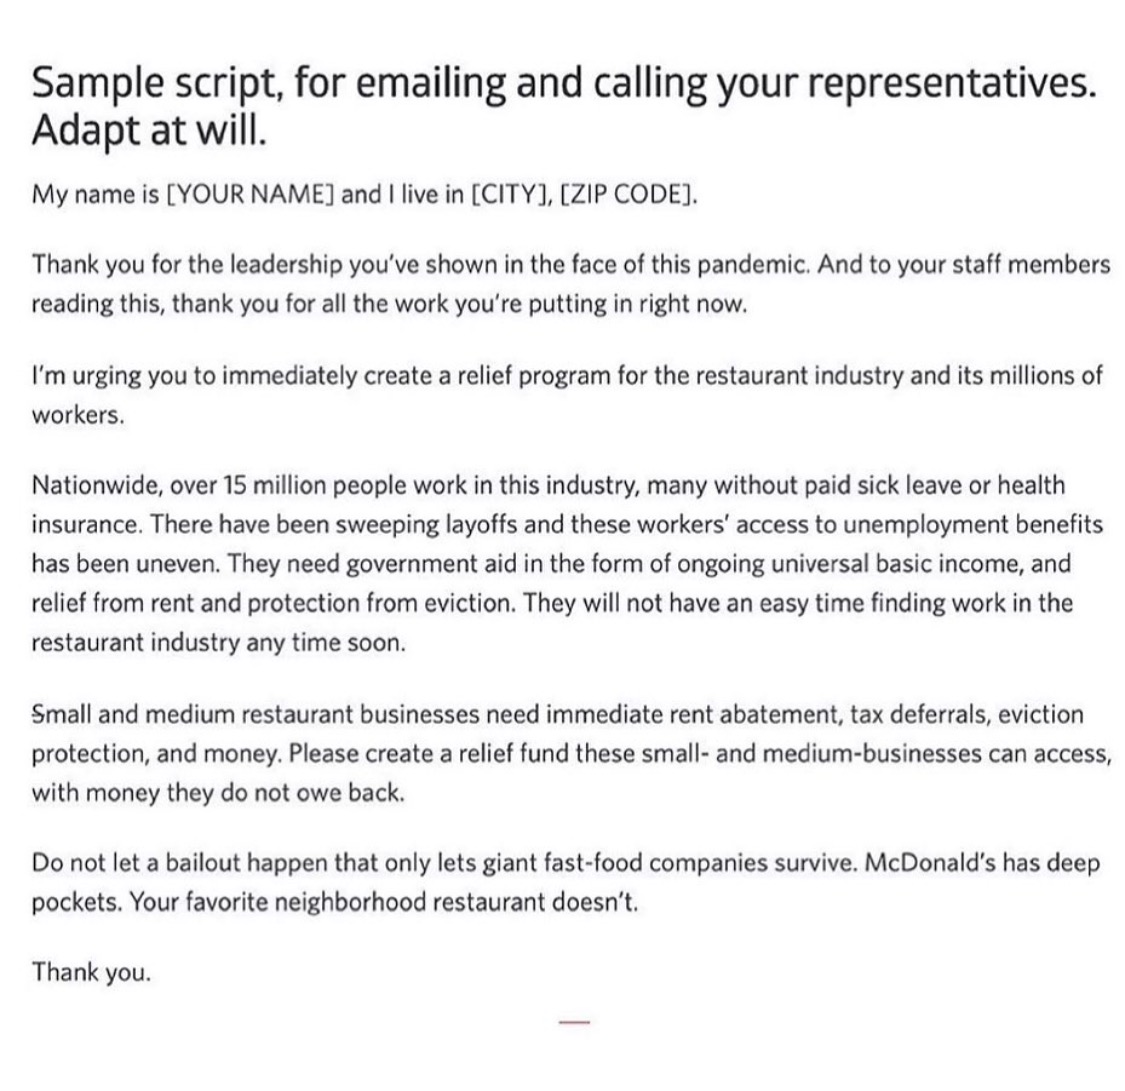 Sample script, for emailing and calling your representatives.
Adapt at will.
My name is [YOUR NAME] and I live in [CITY], [ZIP CODE].
Thank you for the leadership you’ve shown in the face of this pandemic. And to your staff members
reading this, thank you for all the work you’re putting in right now.
I’m urging you to immediately create a relief program for the restaurant industry and its millions of
workers.
Nationwide, over 15 million people work in this industry, many without paid sick leave or health
insurance. There have been sweeping layoffs and these workers’ access to unemployment benefits
has been uneven. They need government aid in the form of ongoing universal basic income, and
relief from rent and protection from eviction. They will not have an easy time finding work in the
restaurant industry any time soon.
Small and medium restaurant businesses need immediate rent abatement, tax deferrals, eviction
protection, and money. Please create a relief fund these small- and medium-businesses can access,
with money they do not owe back.
Do not let a bailout happen that only lets giant fast-food companies survive. McDonald’s has deep
pockets. Your favorite neighborhood restaurant doesn’t.
Thank you.